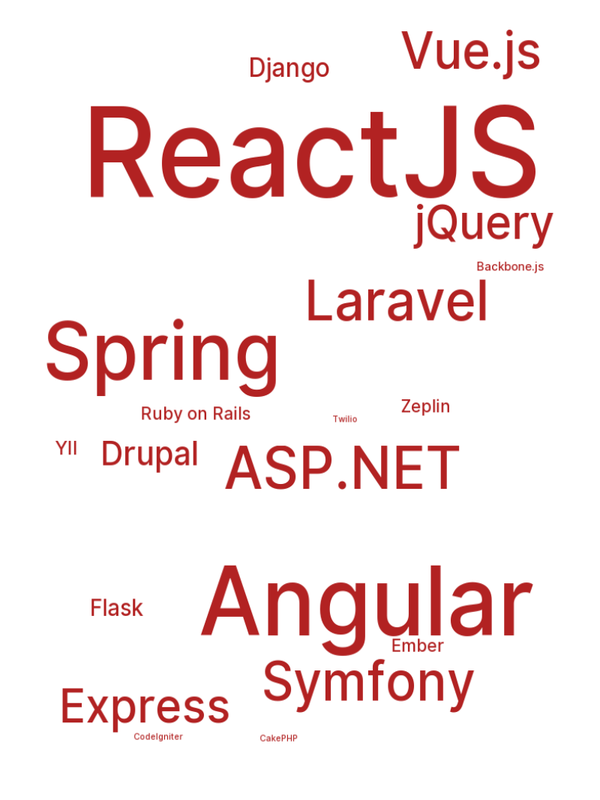 Vue.js
Django
ReactJS
jQuery
Backbone.js
Laravel
Spring
Zeplin
Ruby on Rails
Twilio
YII
Drupal
ASP.NET
Angular
Flask
Ember
Symfony
Express
CodeIgniter
CakePHP